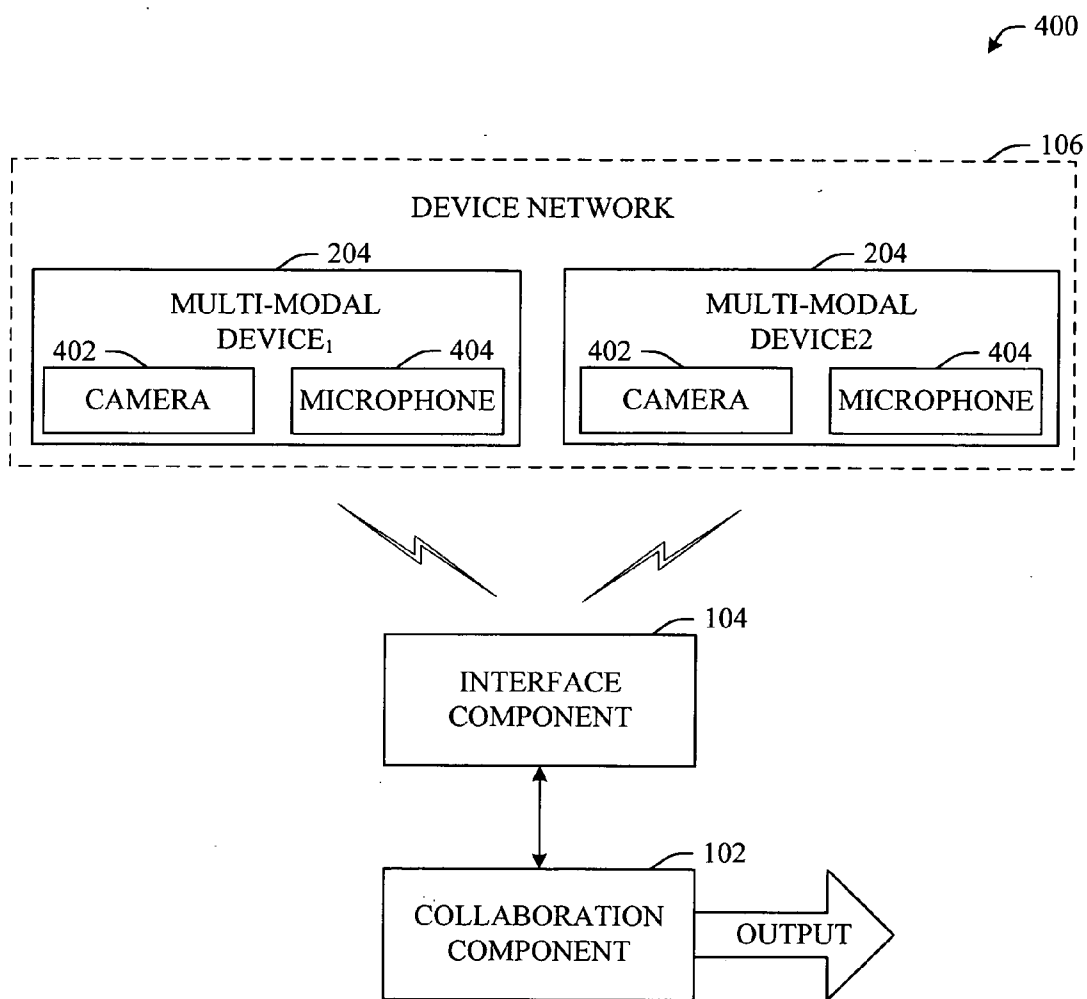 400
106
DEVICE NETWORK
204
204
MULTI-MODAL
DEVICE₁
MULTI-MODAL
DEVICE2
402
404
402
404
CAMERA
MICROPHONE
CAMERA
MICROPHONE
104
INTERFACE
COMPONENT
102
COLLABORATION
COMPONENT
OUTPUT